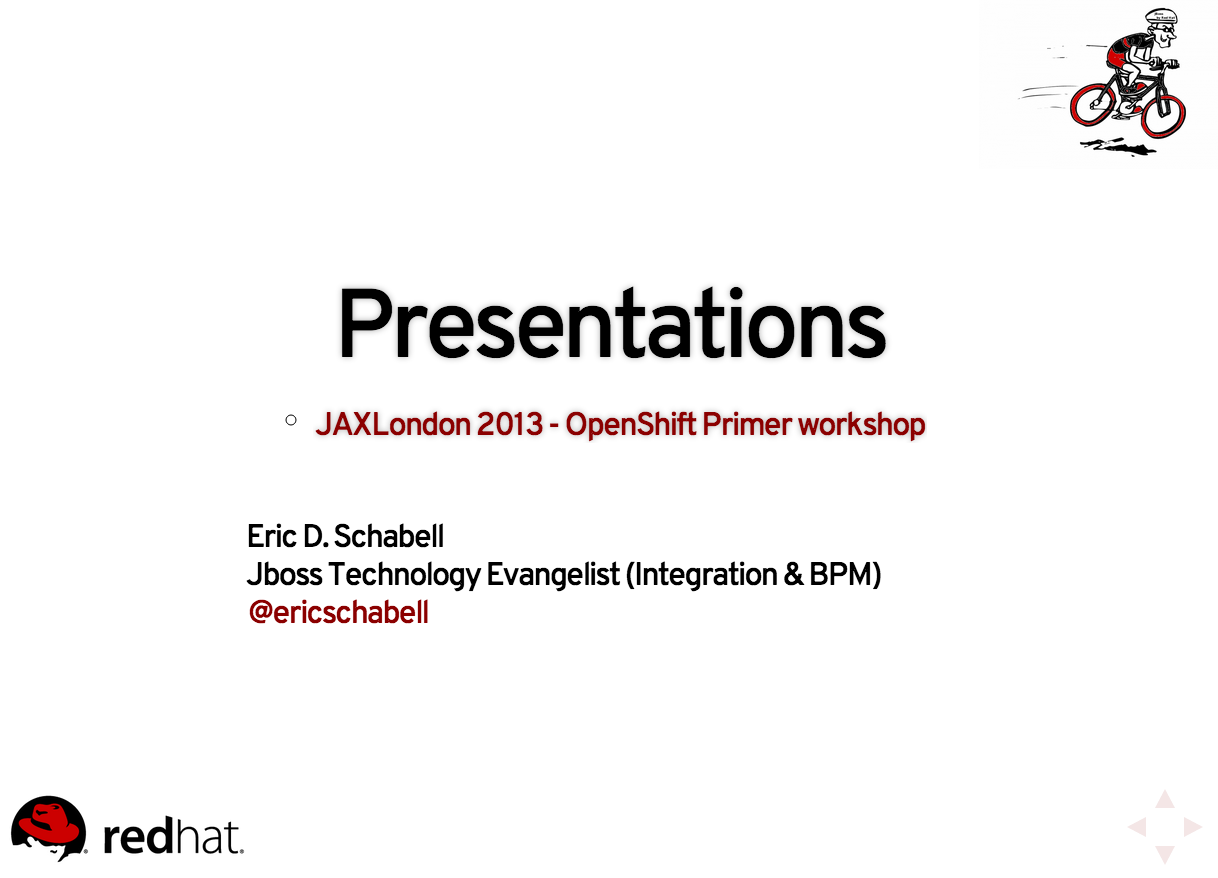 Presentations
JAXLondon 2013 - OpenShift Primer workshop
Eric D. Schabell
Jboss Technology Evangelist (Integration & BPM)
@ericschabell
redhat.